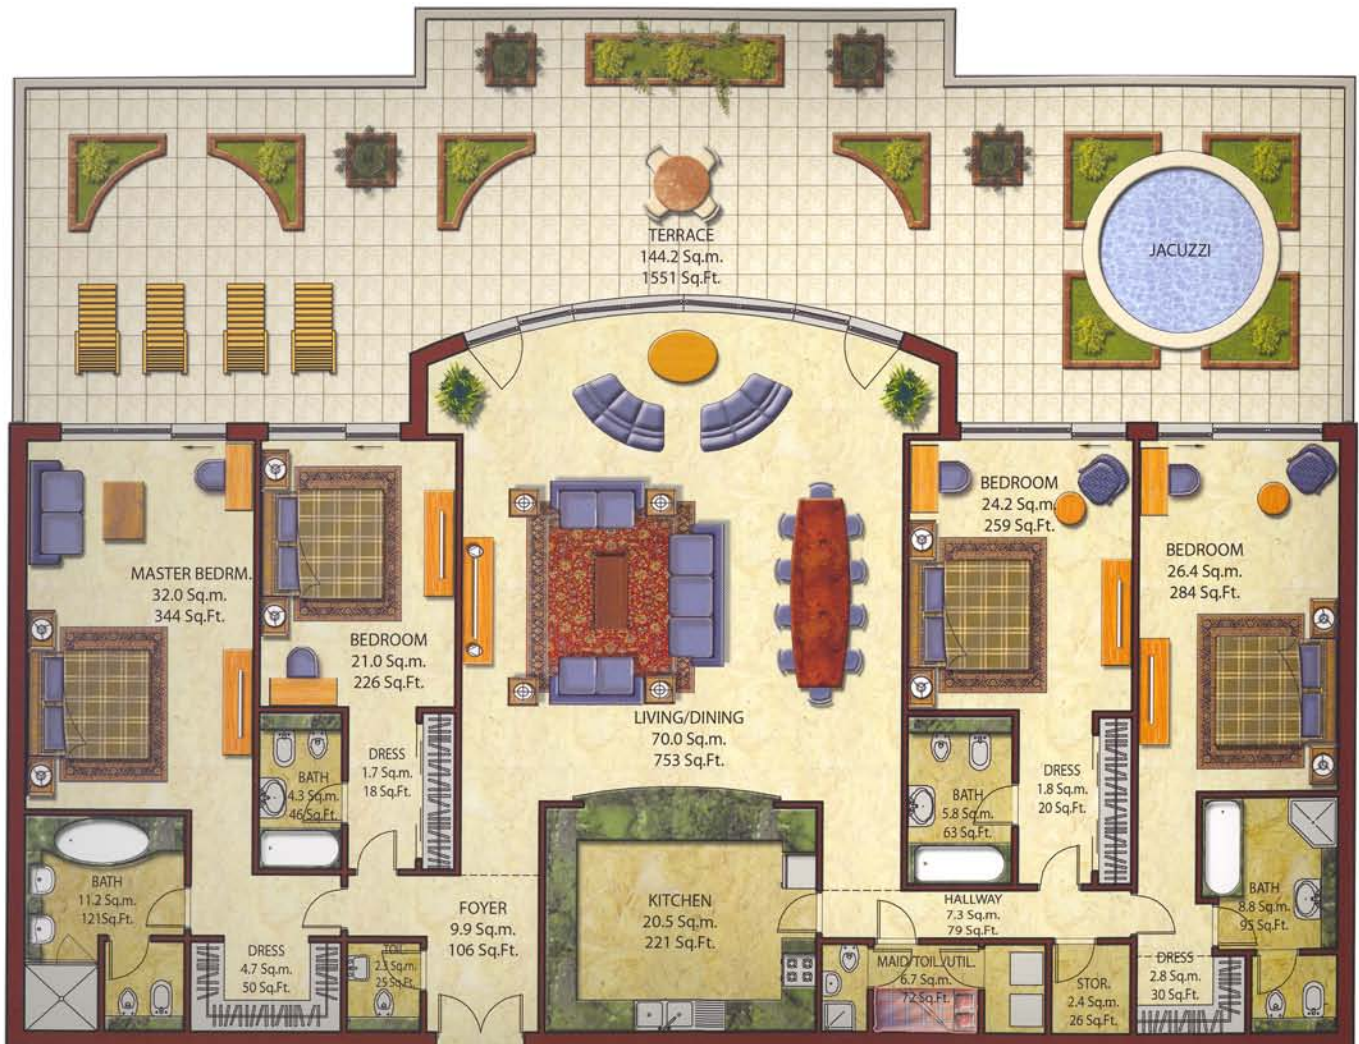 TERRACE
144.2 Sq.m.
1551 Sq.Ft.
JACUZZI
MASTER BEDRM.
32.0 Sq.m.
344 Sq.Ft.
BEDROOM
21.0 Sq.m.
226 Sq.Ft.
LIVING/DINING
70.0 Sq.m.
753 Sq.Ft.
BEDROOM
24.2 Sq.m.
259 Sq.Ft.
BEDROOM
26.4 Sq.m.
284 Sq.Ft.
BATH
4.3 Sq.m.
46 Sq.Ft.
DRESS
1.7 Sq.m.
18 Sq.Ft.
BATH
5.8 Sq.m.
63 Sq.Ft.
DRESS
1.8 Sq.m.
20 Sq.Ft.
BATH
11.2 Sq.m.
121Sq.Ft.
DRESS
4.7 Sq.m.
50 Sq.Ft.
TOIL.
2.3 Sq.m.
25 Sq.Ft.
FOYER
9.9 Sq.m.
106 Sq.Ft.
KITCHEN
20.5 Sq.m.
221 Sq.Ft.
HALLWAY
7.3 Sq.m.
79 Sq.Ft.
MAID/TOIL./UTIL.
6.7 Sq.m.
72 Sq.Ft.
STOR.
2.4 Sq.m.
26 Sq.Ft.
DRESS
2.8 Sq.m.
30 Sq.Ft.
BATH
8.8 Sq.m.
95 Sq.Ft.